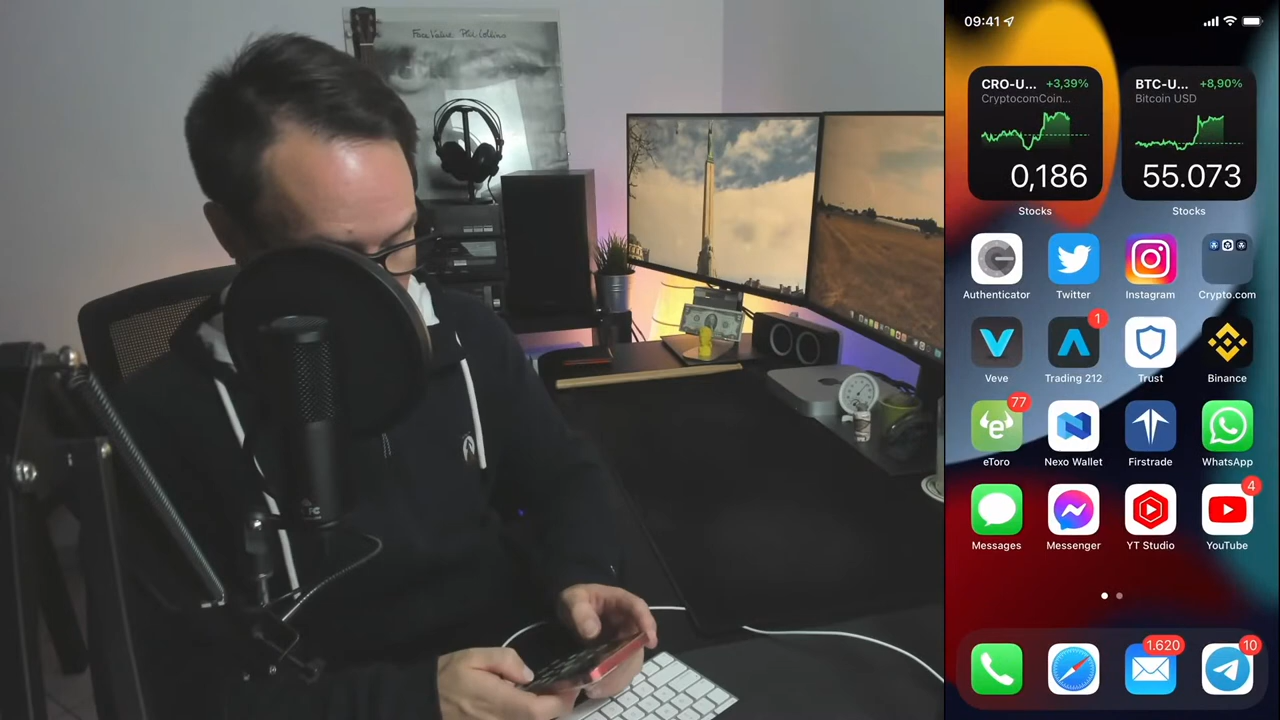 Face Value Phil Collins
09:41
CRO-U... +3,39%
CryptocomCoin...
0,186
Stocks
BTC-U... +8,90%
Bitcoin USD
55.073
Stocks
Authenticator
Twitter
Instagram
Crypto.com
Veve
1
Trading 212
Trust
Binance
77
e
eToro
Nexo Wallet
Firstrade
WhatsApp
Messages
Messenger
YT Studio
4
YouTube
1.620
10